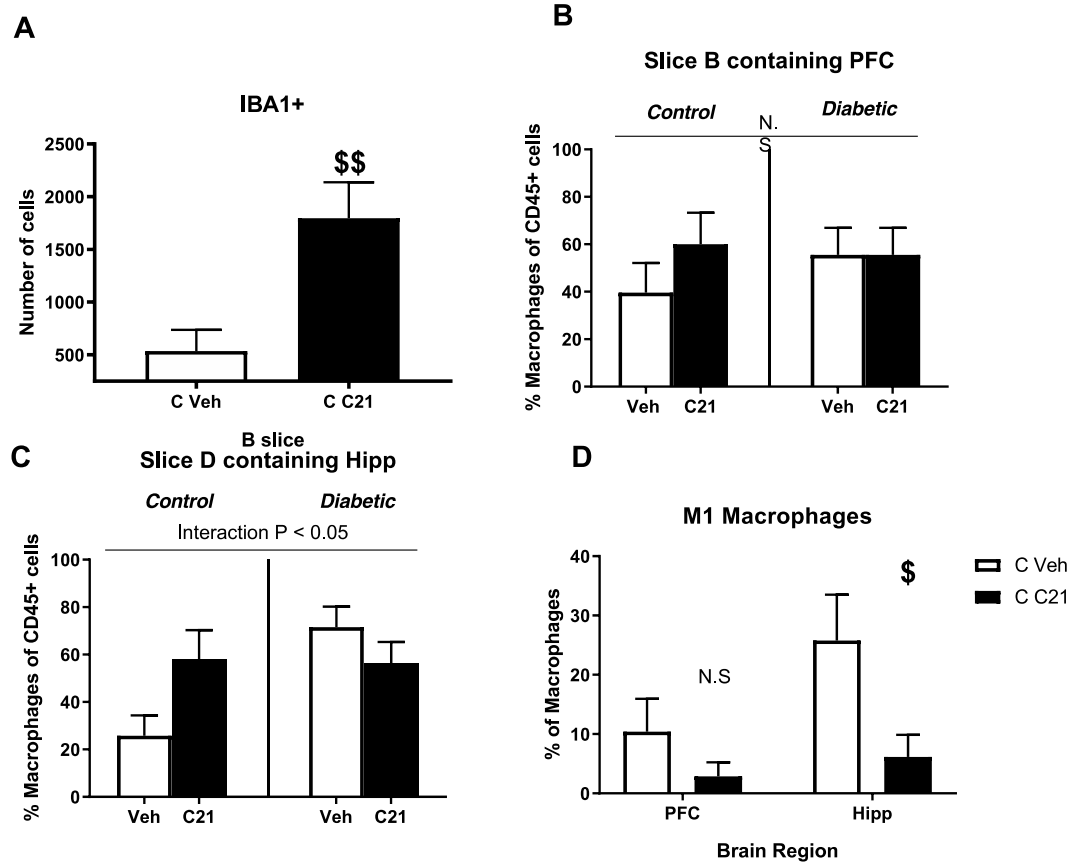 A
IBA1+
Number of cells
2500
2000
1500
1000
500
$$
C Veh
C C21
B slice
B
Slice B containing PFC
Control
N.
S
Diabetic
% Macrophages of CD45+ cells
100
80
60
40
20
0
Veh
C21
Veh
C21
C
Slice D containing Hipp
Control
Diabetic
Interaction P < 0.05
% Macrophages of CD45+ cells
100
80
60
40
20
0
Veh
C21
Veh
C21
D
M1 Macrophages
% of Macrophages
40
30
20
10
0
N.S
$
C Veh
C C21
PFC
Hipp
Brain Region